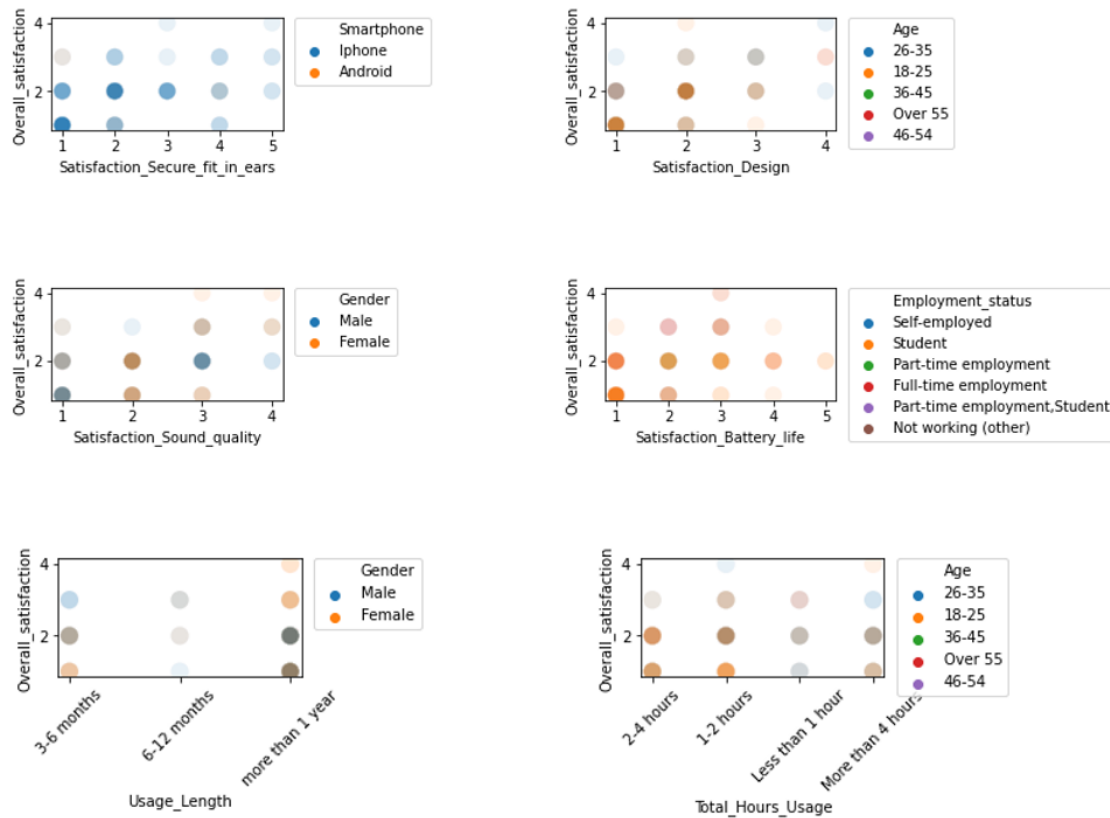 Overall_satisfaction
4
2
1 2 3 4 5
Satisfaction_Secure_fit_in_ears
Smartphone
Iphone
Android
Overall_satisfaction
4
2
1 2 3 4
Satisfaction_Design
Age
26-35
18-25
36-45
Over 55
46-54
Overall_satisfaction
4
2
1 2 3 4
Satisfaction_Sound_quality
Gender
Male
Female
Overall_satisfaction
4
2
1 2 3 4 5
Satisfaction_Battery_life
Employment_status
Self-employed
Student
Part-time employment
Full-time employment
Part-time employment,Student
Not working (other)
Overall_satisfaction
4
2
3-6 months
6-12 months
more than 1 year
Usage_Length
Gender
Male
Female
Overall_satisfaction
4
2
2-4 hours
1-2 hours
Less than 1 hour
More than 4 hours
Total_Hours_Usage
Age
26-35
18-25
36-45
Over 55
46-54